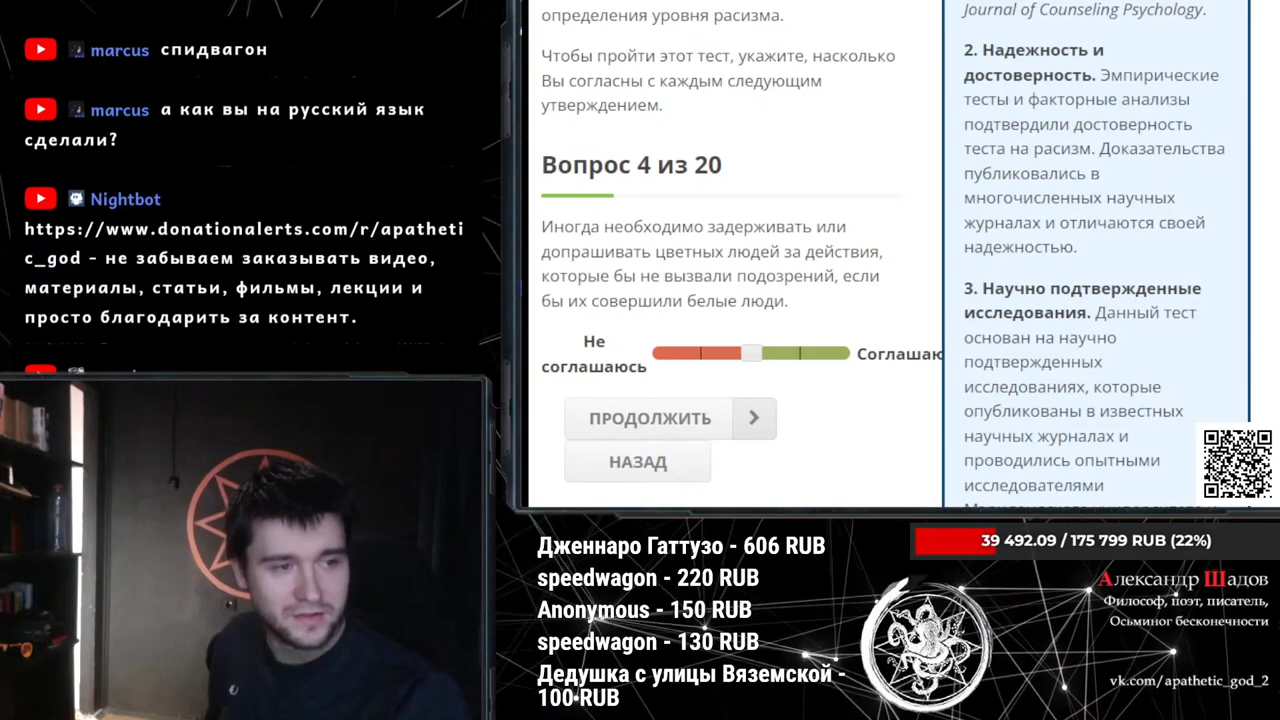 marcus спидвагон
marcus а как вы на русский язык
сделали?
Nightbot
https://www.donationalerts.com/r/apatheti
c_god - не забываем заказывать видео,
материалы, статьи, фильмы, лекции и
просто благодарить за контент.
определения уровня расизма.
Чтобы пройти этот тест, укажите, насколько
Вы согласны с каждым следующим
утверждением.
Вопрос 4 из 20
Иногда необходимо задерживать или
допрашивать цветных людей за действия,
которые бы не вызвали подозрений, если
бы их совершили белые люди.
Не
соглашаюсь
Соглашаю
ПРОДОЛЖИТЬ
НАЗАД
Journal of Counseling Psychology.
2. Надежность и
достоверность. Эмпирические
тесты и факторные анализы
подтвердили достоверность
теста на расизм. Доказательства
публиковались в
многочисленных научных
журналах и отличаются своей
надежностью.
3. Научно подтвержденные
исследования. Данный тест
основан на научно
подтвержденных
исследованиях, которые
опубликованы в известных
научных журналах и
проводились опытными
исследователями
Дженнаро Гаттузо - 606 RUB
speedwagon - 220 RUB
Anonymous - 150 RUB
speedwagon - 130 RUB
Дедушка с улицы Вяземской -
100 RUB
39 492.09 / 175 799 RUB (22%)
Александр Шадов
Философ, поэт, писатель,
Осьминог бесконечности
vk.com/apathetic_god_2